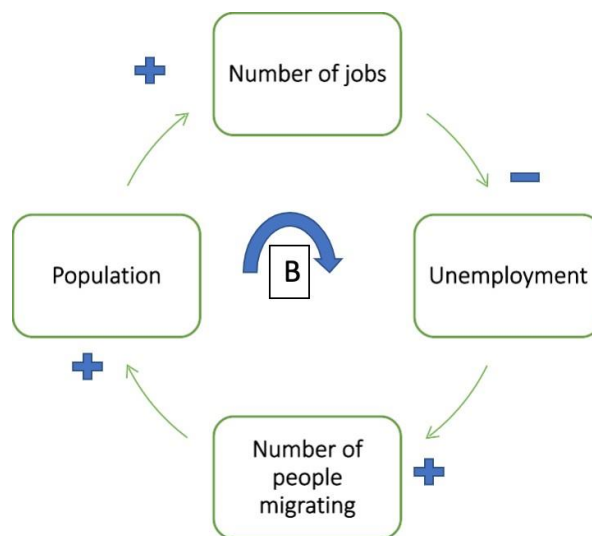 Number of jobs
Population
B
Unemployment
Number of
people
migrating